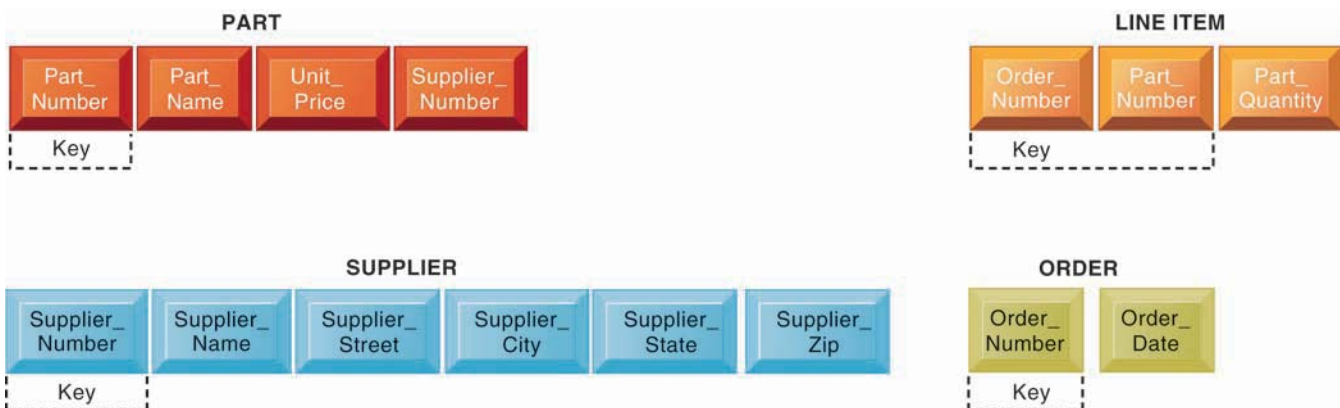 PART
Part_
Number
Part_
Name
Unit_
Price
Supplier_
Number
Key
LINE ITEM
Order_
Number
Part_
Number
Part_
Quantity
Key
SUPPLIER
Supplier_
Number
Supplier_
Name
Supplier_
Street
Supplier_
City
Supplier_
State
Supplier_
Zip
Key
ORDER
Order_
Number
Order_
Date
Key